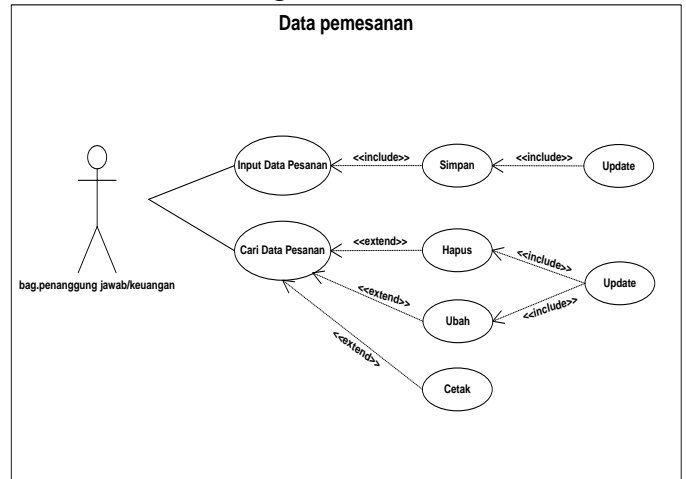 Data pemesanan
Input Data Pesanan
<<include>>
Simpan
<<include>>
Update
Cari Data Pesanan
<<extend>>
Hapus
<<include>>
Update
bag.penanggung jawab/keuangan
<<extend>>
Ubah
<<include>>
<<extend>>
Cetak